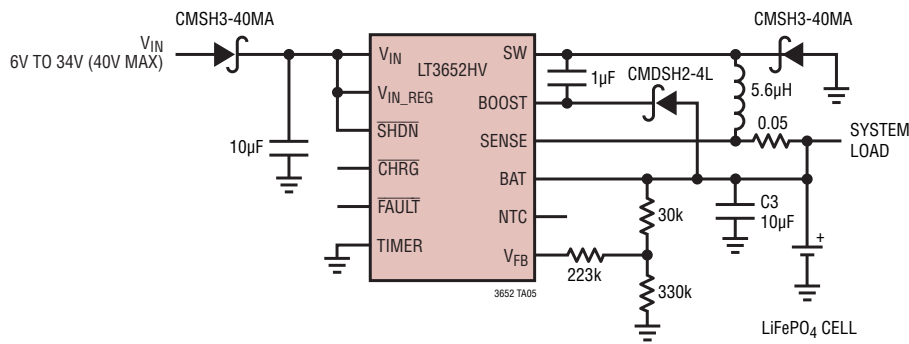 CMSH3-40MA
VIN
6V TO 34V (40V MAX)
10µF
LT3652HV
VIN
VIN_REG
SHDN
CHRG
FAULT
TIMER
SW
BOOST
SENSE
BAT
NTC
VFB
1µF
CMDSH2-4L
CMSH3-40MA
5.6µH
0.05
SYSTEM
LOAD
30k
C3
10µF
+
223k
330k
3652 TA05
LiFePO4 CELL